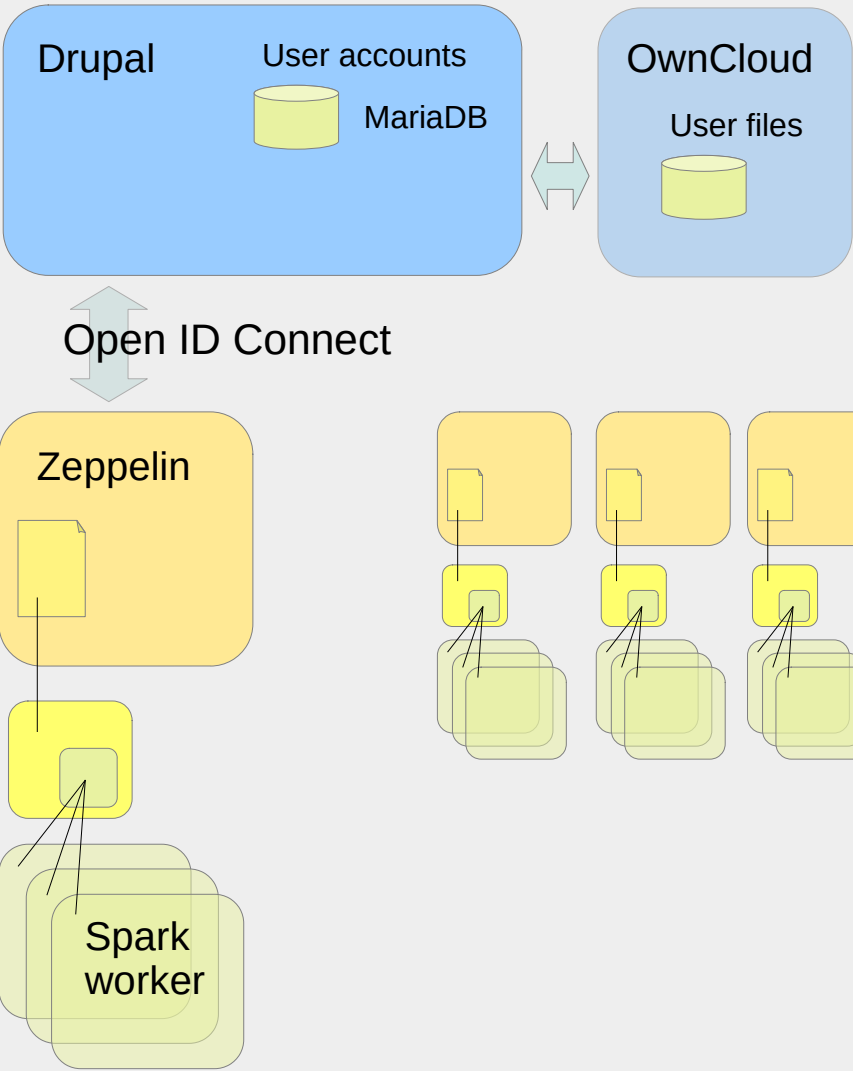 Drupal
User accounts
MariaDB
OwnCloud
User files
Open ID Connect
Zeppelin
Spark
worker